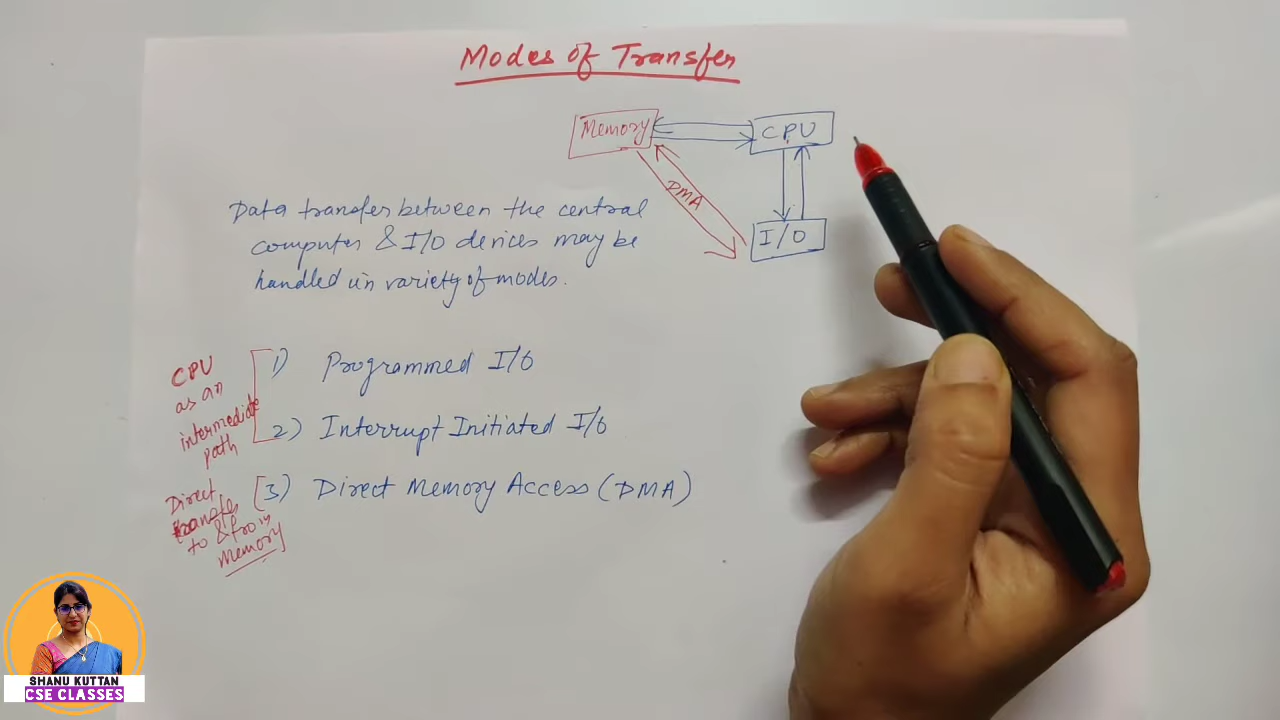 Modes of Transfer
Memory
CPU
DMA
I/O
Data transfer between the central
computer & I/O devices may be
handled in variety of modes.
CPU
as an
intermediate
path
1) Programmed I/O
2) Interrupt Initiated I/O
Direct
transfer
to & from
Memory
3) Direct Memory Access (DMA)
SHANU KUTTAN
CSE CLASSES